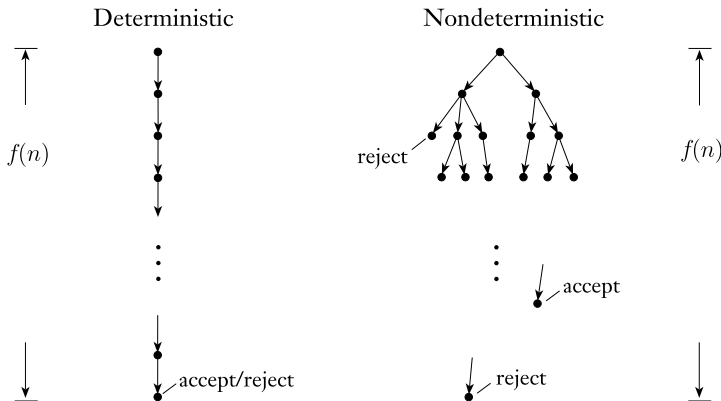 Deterministic
Nondeterministic
f(n)
f(n)
reject
accept
accept/reject
reject